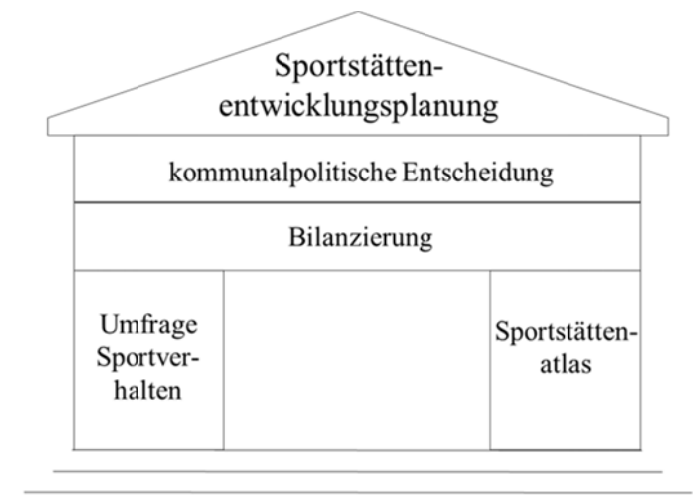 Sportstätten-
entwicklungsplanung
kommunalpolitische Entscheidung
Bilanzierung
Umfrage
Sportver-
halten
Sportstätten-
atlas